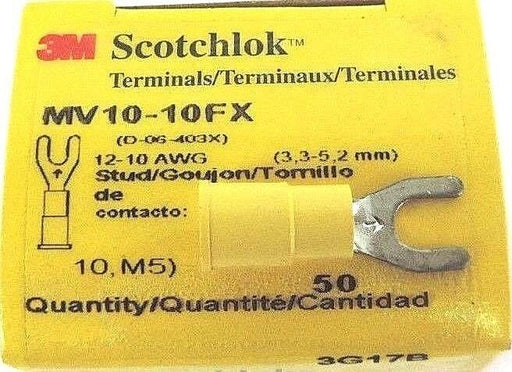 3M Scotchlok™
Terminals/Terminaux/Terminales
MV10-10FX
(D-06-403X)
12-10 AWG (3,3-5,2 mm)
Stud/Goujon/Tornillo
de
contacto:
10, M5)
50
Quantity/Quantité/Cantidad
3G17B